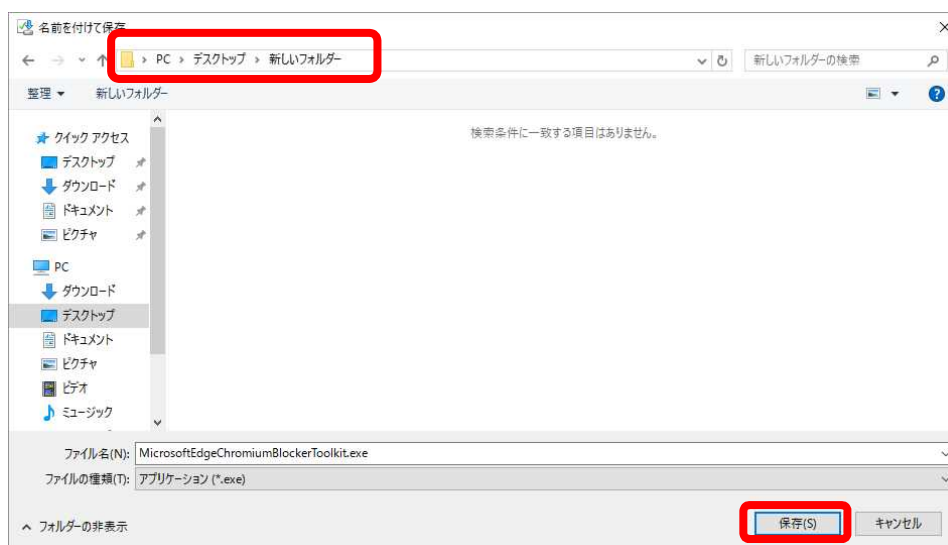 名前を付けて保存
PC › デスクトップ › 新しいフォルダー
新しいフォルダーの検索
整理 新しいフォルダー
検索条件に一致する項目はありません。
クイック アクセス
デスクトップ
ダウンロード
ドキュメント
ピクチャ
PC
ダウンロード
デスクトップ
ドキュメント
ピクチャ
ビデオ
ミュージック
ファイル名(N): MicrosoftEdgeChromiumBlockerToolkit.exe
ファイルの種類(T): アプリケーション (*.exe)
フォルダーの非表示
保存(S) キャンセル